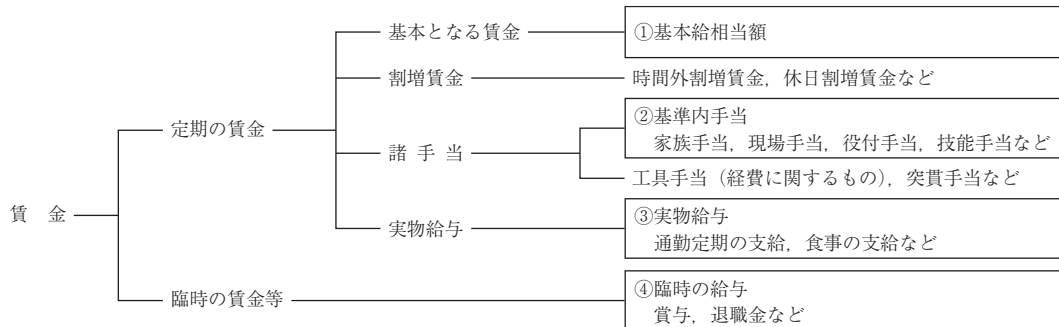 基本となる賃金
①基本給相当額
割増賃金
時間外割増賃金，休日割増賃金など
定期の賃金
②基準内手当
家族手当，現場手当，役付手当，技能手当など
諸 手 当
工具手当（経費に関するもの），突貫手当など
賃　金
実物給与
③実物給与
通勤定期の支給，食事の支給など
臨時の賃金等
④臨時の給与
賞与，退職金など